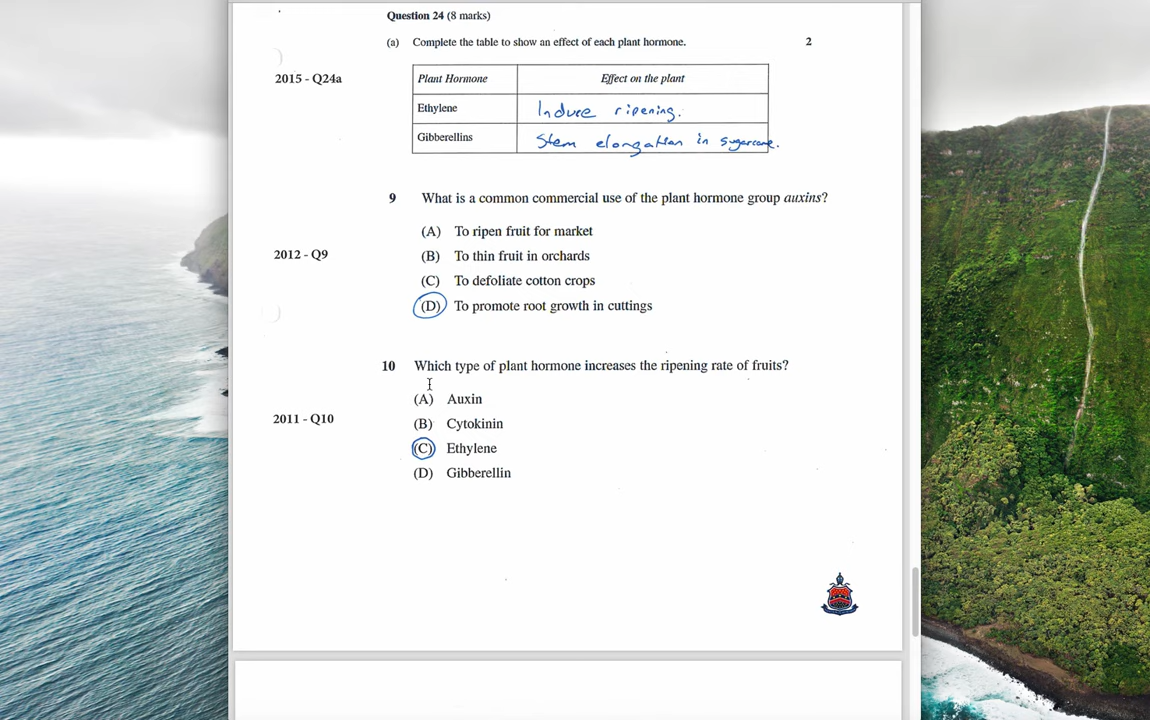 Question 24 (8 marks)
(a) Complete the table to show an effect of each plant hormone. 2
2015 - Q24a
Plant Hormone Effect on the plant
Ethylene Induce ripening.
Gibberellins Stem elongation in sugarcane.
9 What is a common commercial use of the plant hormone group auxins?
(A) To ripen fruit for market
2012 - Q9
(B) To thin fruit in orchards
(C) To defoliate cotton crops
(D) To promote root growth in cuttings
10 Which type of plant hormone increases the ripening rate of fruits?
(A) Auxin
2011 - Q10
(B) Cytokinin
(C) Ethylene
(D) Gibberellin